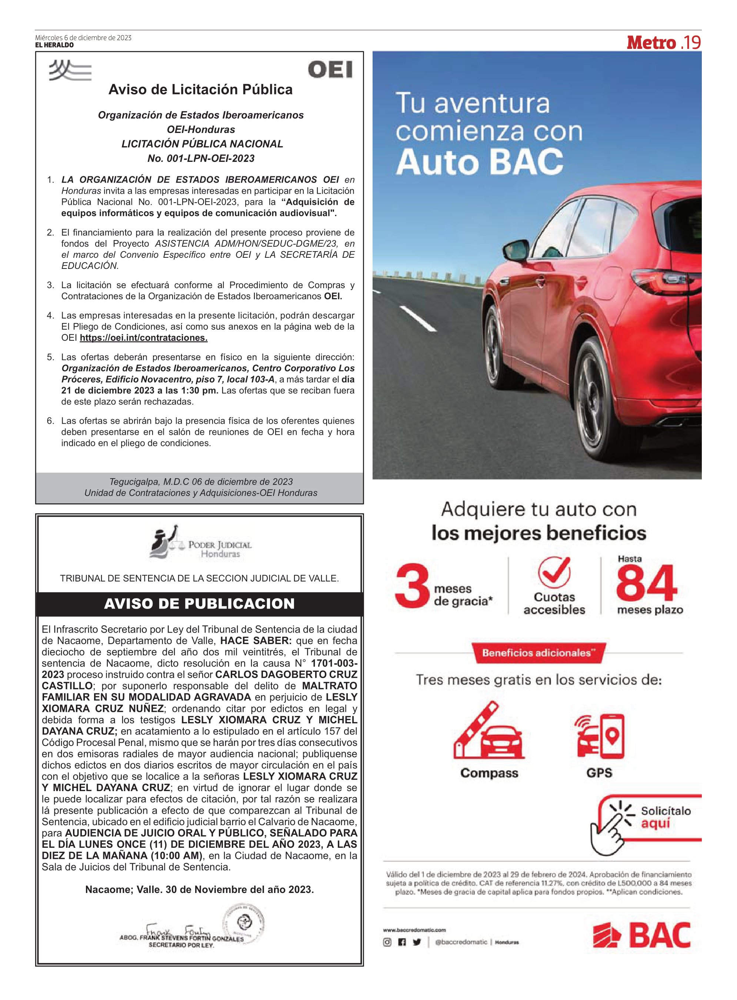 Miércoles 6 de diciembre de 2023
EL HERALDO
Metro .19
OEI
Aviso de Licitación Pública
Organización de Estados Iberoamericanos
OEI-Honduras
LICITACIÓN PÚBLICA NACIONAL
No. 001-LPN-OEI-2023
1. LA ORGANIZACIÓN DE ESTADOS IBEROAMERICANOS OEI en
Honduras invita a las empresas interesadas en participar en la Licitación
Pública Nacional No. 001-LPN-OEI-2023, para la “Adquisición de
equipos informáticos y equipos de comunicación audiovisual".
2. El financiamiento para la realización del presente proceso proviene de
fondos del Proyecto ASISTENCIA ADM/HON/SEDUC-DGME/23, en
el marco del Convenio Específico entre OEI y LA SECRETARÍA DE
EDUCACIÓN.
3. La licitación se efectuará conforme al Procedimiento de Compras y
Contrataciones de la Organización de Estados Iberoamericanos OEI.
4. Las empresas interesadas en la presente licitación, podrán descargar
El Pliego de Condiciones, así como sus anexos en la página web de la
OEI https://oei.int/contrataciones.
5. Las ofertas deberán presentarse en físico en la siguiente dirección:
Organización de Estados Iberoamericanos, Centro Corporativo Los
Próceres, Edificio Novacentro, piso 7, local 103-A, a más tardar el día
21 de diciembre 2023 a las 1:30 pm. Las ofertas que se reciban fuera
de este plazo serán rechazadas.
6. Las ofertas se abrirán bajo la presencia física de los oferentes quienes
deben presentarse en el salón de reuniones de OEI en fecha y hora
indicado en el pliego de condiciones.
Tegucigalpa, M.D.C 06 de diciembre de 2023
Unidad de Contrataciones y Adquisiciones-OEI Honduras
PODER JUDICIAL
Honduras
TRIBUNAL DE SENTENCIA DE LA SECCION JUDICIAL DE VALLE.
AVISO DE PUBLICACION
El Infrascrito Secretario por Ley del Tribunal de Sentencia de la ciudad
de Nacaome, Departamento de Valle, HACE SABER: que en fecha
dieciocho de septiembre del año dos mil veintitrés, el Tribunal de
sentencia de Nacaome, dicto resolución en la causa N° 1701-003-
2023 proceso instruido contra el señor CARLOS DAGOBERTO CRUZ
CASTILLO; por suponerlo responsable del delito de MALTRATO
FAMILIAR EN SU MODALIDAD AGRAVADA en perjuicio de LESLY
XIOMARA CRUZ NUÑEZ; ordenando citar por edictos en legal y
debida forma a los testigos LESLY XIOMARA CRUZ Y MICHEL
DAYANA CRUZ; en acatamiento a lo estipulado en el artículo 157 del
Código Procesal Penal, mismo que se harán por tres días consecutivos
en dos emisoras radiales de mayor audiencia nacional; publiquense
dichos edictos en dos diarios escritos de mayor circulación en el país
con el objetivo que se localice a la señoras LESLY XIOMARA CRUZ
Y MICHEL DAYANA CRUZ; en virtud de ignorar el lugar donde se
le puede localizar para efectos de citación, por tal razón se realizara
lá presente publicación a efecto de que comparezcan al Tribunal de
Sentencia, ubicado en el edificio judicial barrio el Calvario de Nacaome,
para AUDIENCIA DE JUICIO ORAL Y PÚBLICO, SEÑALADO PARA
EL DÍA LUNES ONCE (11) DE DICIEMBRE DEL AÑO 2023, A LAS
DIEZ DE LA MAÑANA (10:00 AM), en la Ciudad de Nacaome, en la
Sala de Juicios del Tribunal de Sentencia.
Nacaome; Valle. 30 de Noviembre del año 2023.
Frank Fortin
ABOG. FRANK STEVENS FORTIN GONZALES
SECRETARIO POR LEY.
Tu aventura
comienza con
Auto BAC
Adquiere tu auto con
los mejores beneficios
3 meses
de gracia*
Cuotas
accesibles
Hasta
84
meses plazo
Beneficios adicionales**
Tres meses gratis en los servicios de:
Compass
GPS
Solicítalo
aquí
Válido del 1 de diciembre de 2023 al 29 de febrero de 2024. Aprobación de financiamiento
sujeta a política de crédito. CAT de referencia 11.27%, con crédito de L500,000 a 84 meses
plazo. *Meses de gracia de capital aplica para fondos propios. **Aplican condiciones.
www.baccredomatic.com
@baccredomatic | Honduras
BAC